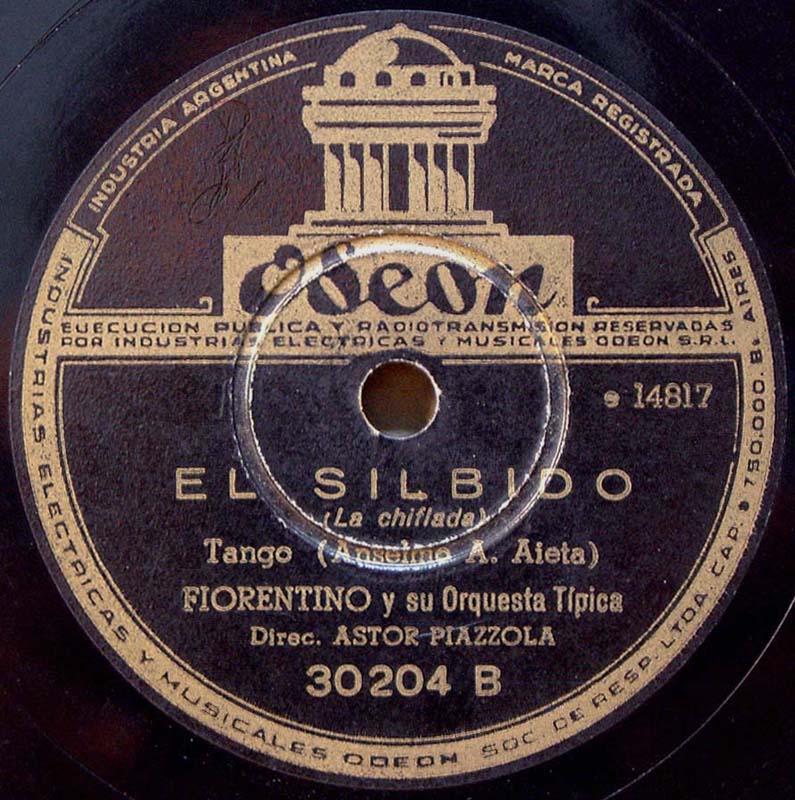 INDUSTRIA ARGENTINA
MARCA REGISTRADA
Odeon
EJECUCION PUBLICA Y RADIOTRANSMISION RESERVADAS
POR INDUSTRIAS ELECTRICAS Y MUSICALES ODEON S.R.L.
e 14817
EL SILBIDO
(La chiflada)
Tango (Anselmo A. Aieta)
FIORENTINO y su Orquesta Típica
Direc. ASTOR PIAZZOLA
30204 B
INDUSTRIAS ELECTRICAS Y MUSICALES ODEON SOC. DE RESP. LTDA. CAP. $ 750.000. B. AIRES